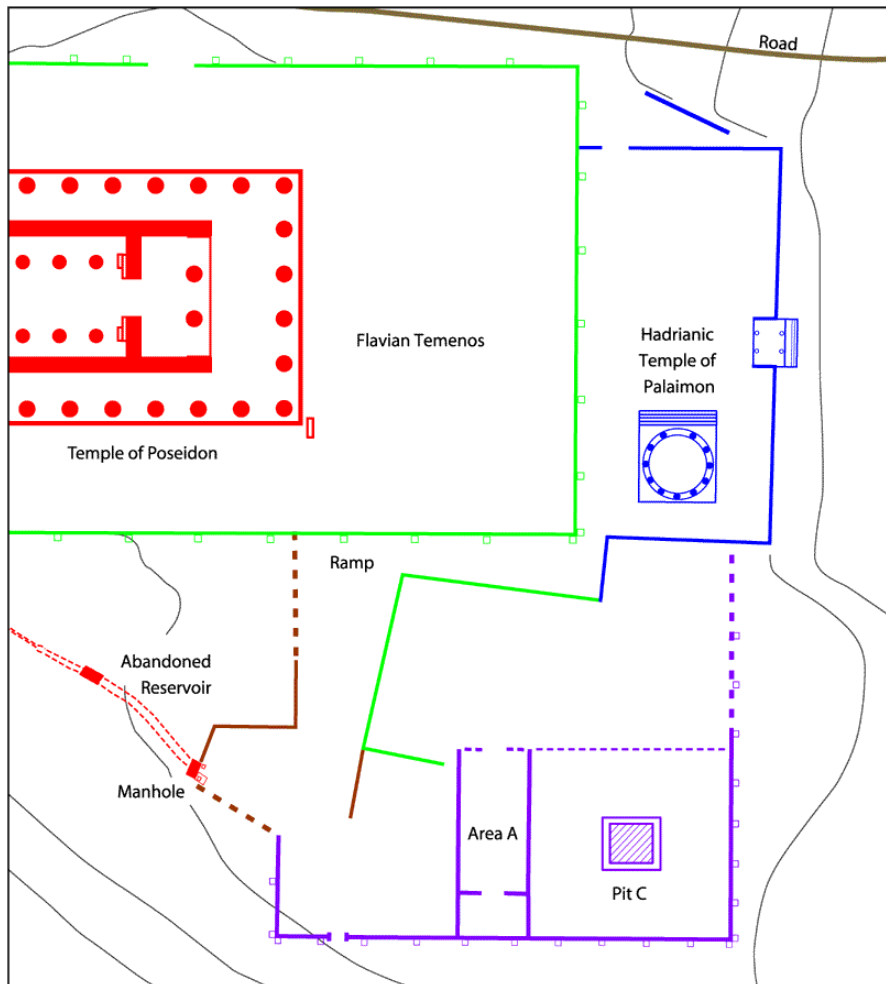 Road
Flavian Temenos
Hadrianic
Temple of
Palaimon
Temple of Poseidon
Ramp
Abandoned
Reservoir
Manhole
Area A
Pit C